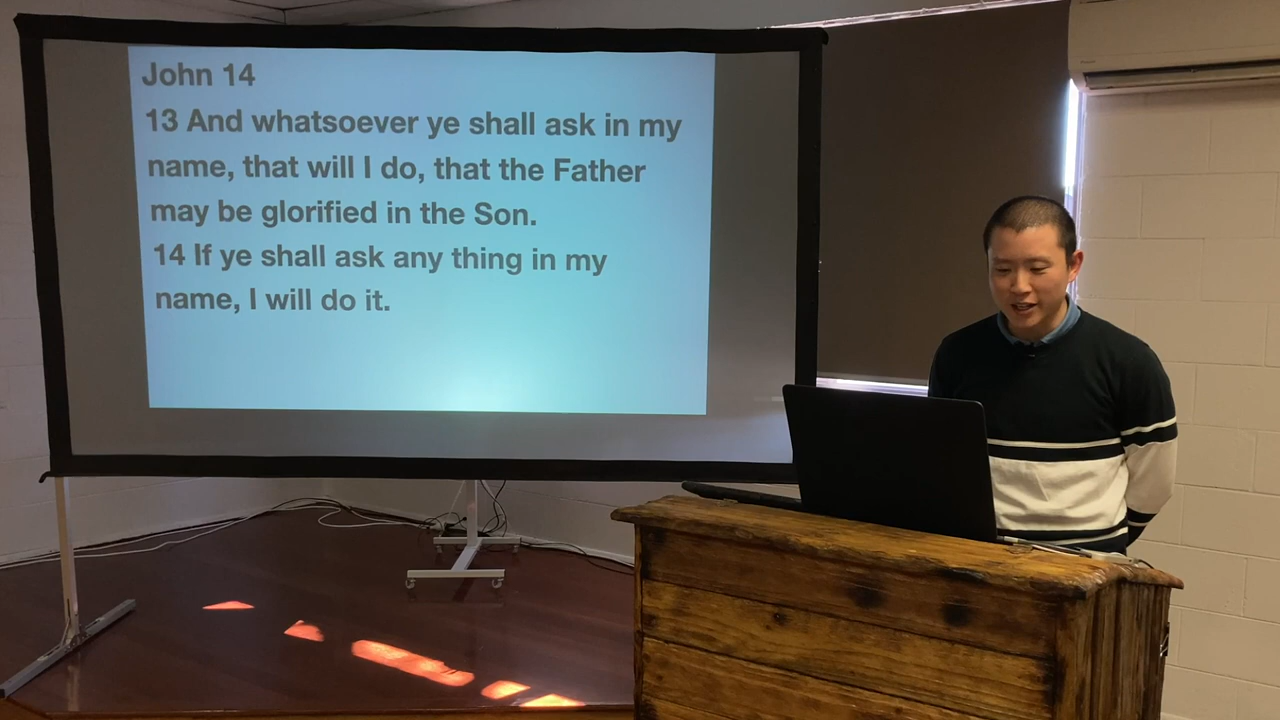 John 14
13 And whatsoever ye shall ask in my
name, that will I do, that the Father
may be glorified in the Son.
14 If ye shall ask any thing in my
name, I will do it.